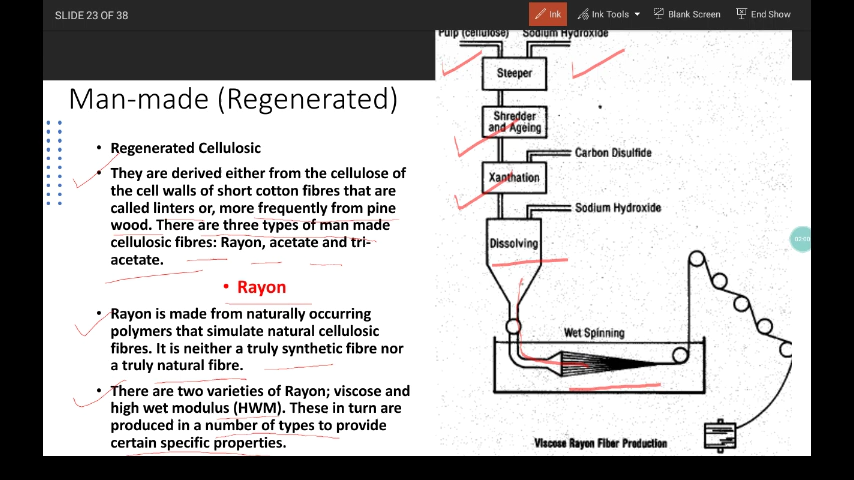 SLIDE 23 OF 38
Ink
Ink Tools
Blank Screen
End Show
Man-made (Regenerated)
• Regenerated Cellulosic
• They are derived either from the cellulose of
the cell walls of short cotton fibres that are
called linters or, more frequently from pine
wood. There are three types of man made
cellulosic fibres: Rayon, acetate and tri-
acetate.
• Rayon
• Rayon is made from naturally occurring
polymers that simulate natural cellulosic
fibres. It is neither a truly synthetic fibre nor
a truly natural fibre.
• There are two varieties of Rayon; viscose and
high wet modulus (HWM). These in turn are
produced in a number of types to provide
certain specific properties.
Pulp (cellulose) Sodium Hydroxide
Steeper
Shredder
and Ageing
Carbon Disulfide
Xanthation
Sodium Hydroxide
Dissolving
Wet Spinning
Viscose Rayon Fiber Production